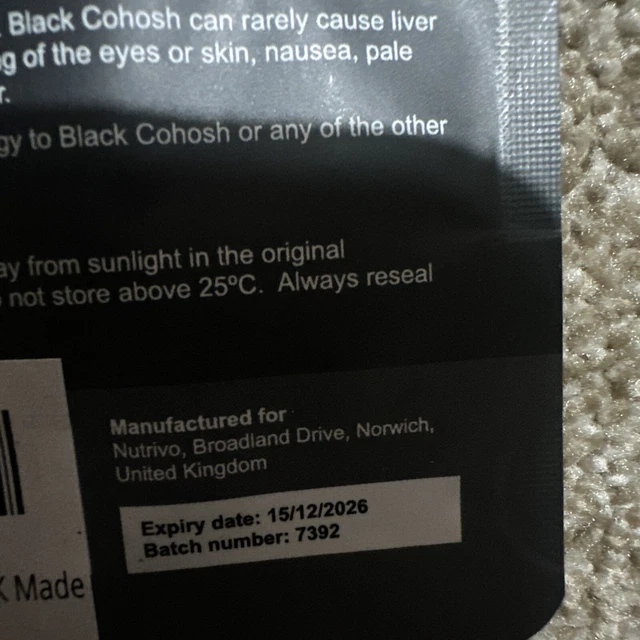 Black Cohosh can rarely cause liver
of the eyes or skin, nausea, pale
to Black Cohosh or any of the other
from sunlight in the original
not store above 25ºC. Always reseal
Manufactured for
Nutrivo, Broadland Drive, Norwich,
United Kingdom
Expiry date: 15/12/2026
Batch number: 7392
Made